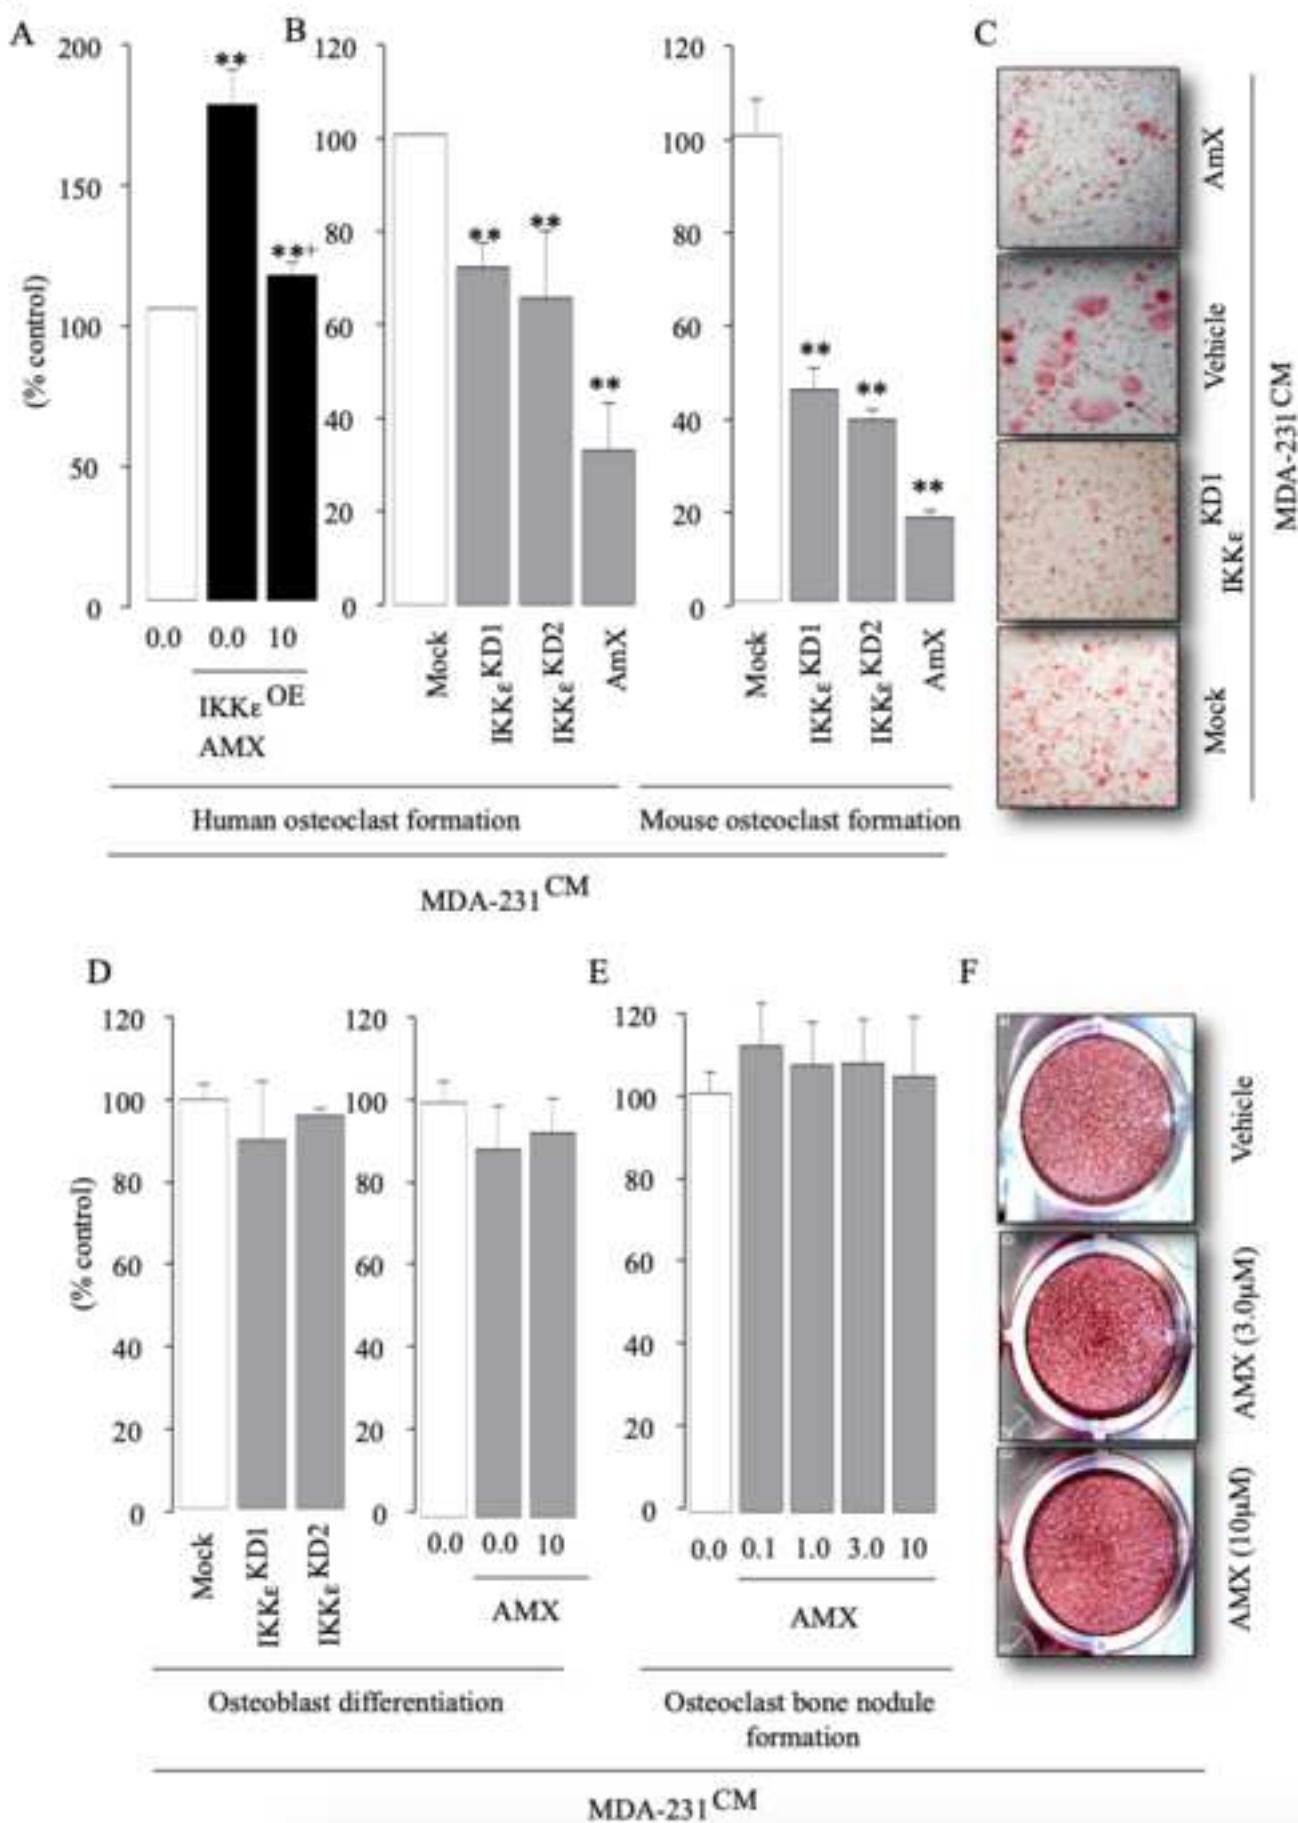 A
200
150
100
50
0
(% control)
**
**+
0.0 0.0 10
IKKε OE
AMX
B
120
100
80
60
40
20
0
**
**
**
Mock
IKKε KD1
IKKε KD2
AmX
Human osteoclast formation
120
100
80
60
40
20
0
**
**
**
Mock
IKKε KD1
IKKε KD2
AmX
Mouse osteoclast formation
MDA-231 CM
C
AmX
Vehicle
KD1
IKKε
Mock
MDA-231 CM
D
120
100
80
60
40
20
0
(% control)
Mock
IKKε KD1
IKKε KD2
120
100
80
60
40
20
0
0.0 0.0 10
AMX
Osteoblast differentiation
E
120
100
80
60
40
20
0
0.0 0.1 1.0 3.0 10
AMX
Osteoclast bone nodule
formation
F
Vehicle
AMX (3.0µM)
AMX (10µM)
MDA-231 CM